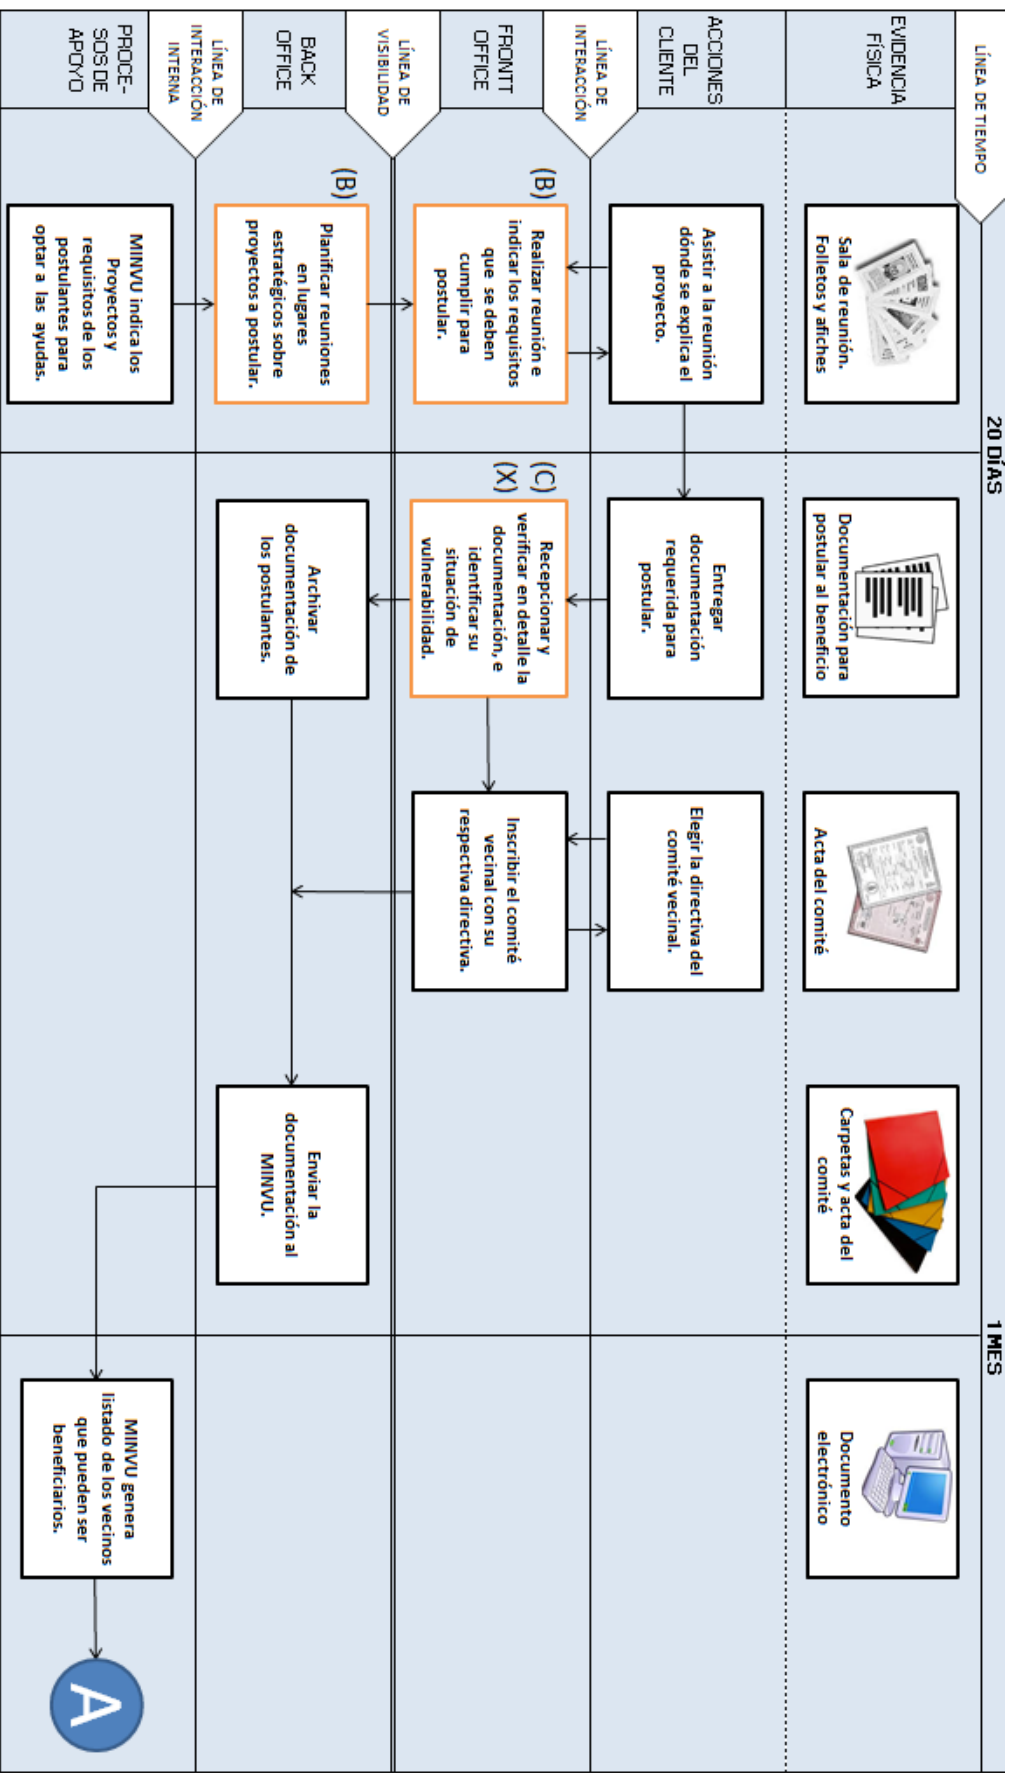 LÍNEA DE TIEMPO
20 DÍAS
1 MES
EVIDENCIA
FÍSICA
Sala de reunión.
Folletos y afiches
Documentación para
postular al beneficio
Acta del comité
Carpetas y acta del
comité
Documento
electrónico
ACCIONES
DEL
CLIENTE
Asistir a la reunión
dónde se explica el
proyecto.
Entregar
documentación
requerida para
postular.
Elegir la directiva del
comité vecinal.
LÍNEA DE
INTERACCIÓN
FRONTT
OFFICE
(B)
Realizar reunión e
indicar los requisitos
que se deben
cumplir para
postular.
(C)
(X)
Recepcionar y
verificar en detalle la
documentación, e
identificar su
situación de
vulnerabilidad.
Inscribir el comité
vecinal con su
respectiva directiva.
LÍNEA DE
VISIBILIDAD
BACK
OFFICE
(B)
Planificar reuniones
en lugares
estratégicos sobre
proyectos a postular.
Archivar
documentación de
los postulantes.
Enviar la
documentación al
MINVU.
LÍNEA DE
INTERACCIÓN
INTERNA
PROCE-
SOS DE
APOYO
MINVU indica los
Proyectos y
requisitos de los
postulantes para
optar a las ayudas.
MINVU genera
listado de los vecinos
que pueden ser
beneficiarios.
A